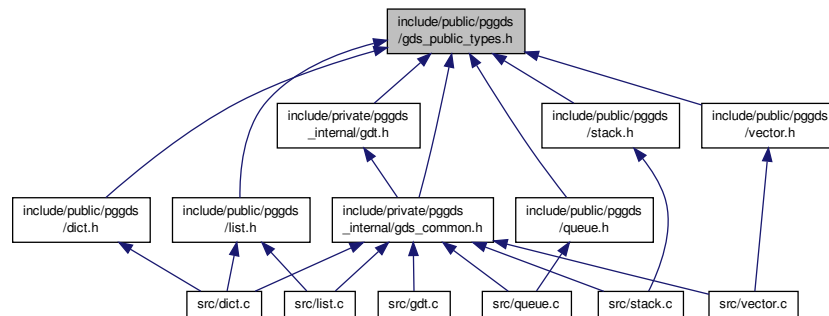 include/public/pggds
/gds_public_types.h
include/private/pggds
_internal/gdt.h
include/public/pggds
/stack.h
include/public/pggds
/vector.h
include/public/pggds
/dict.h
include/public/pggds
/list.h
include/private/pggds
_internal/gds_common.h
include/public/pggds
/queue.h
src/dict.c
src/list.c
src/gdt.c
src/queue.c
src/stack.c
src/vector.c